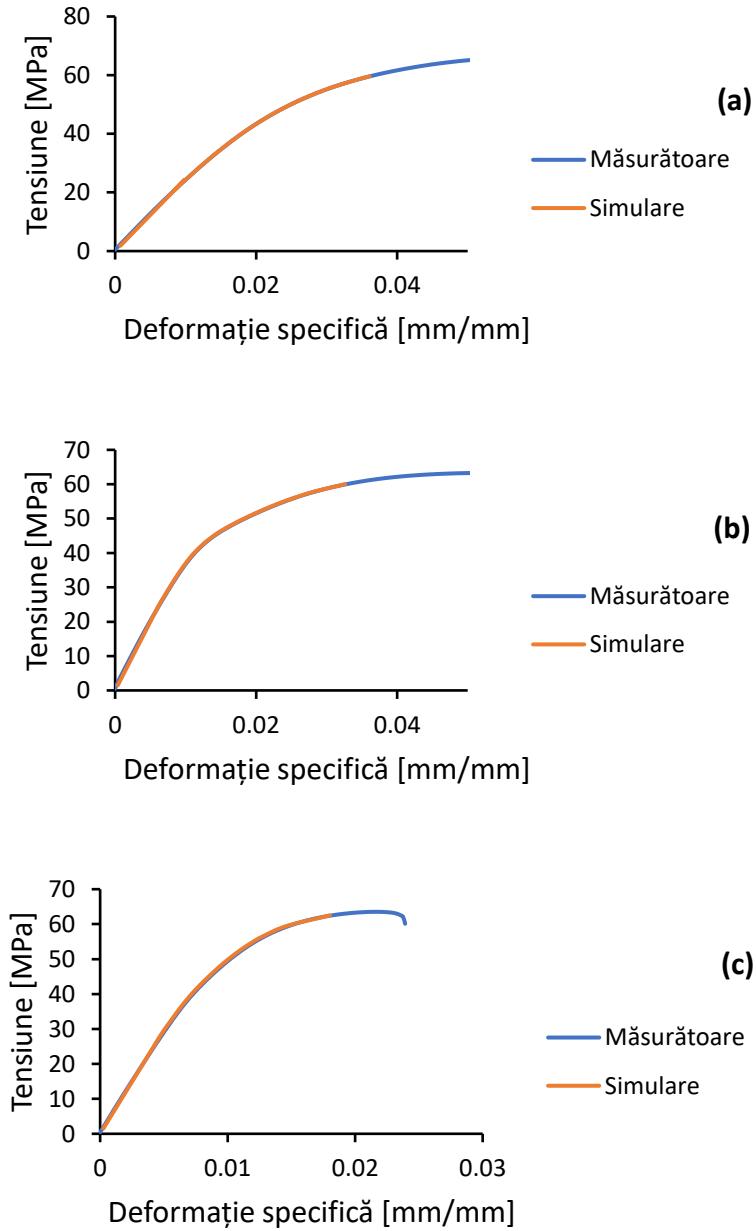 80
60
40
20
0
Tensiune [MPa]
0 0.02 0.04
Deformație specifică [mm/mm]
(a)
Măsurătoare
Simulare
70
60
50
40
30
20
10
0
Tensiune [MPa]
0 0.02 0.04
Deformație specifică [mm/mm]
(b)
Măsurătoare
Simulare
70
60
50
40
30
20
10
0
Tensiune [MPa]
0 0.01 0.02 0.03
Deformație specifică [mm/mm]
(c)
Măsurătoare
Simulare